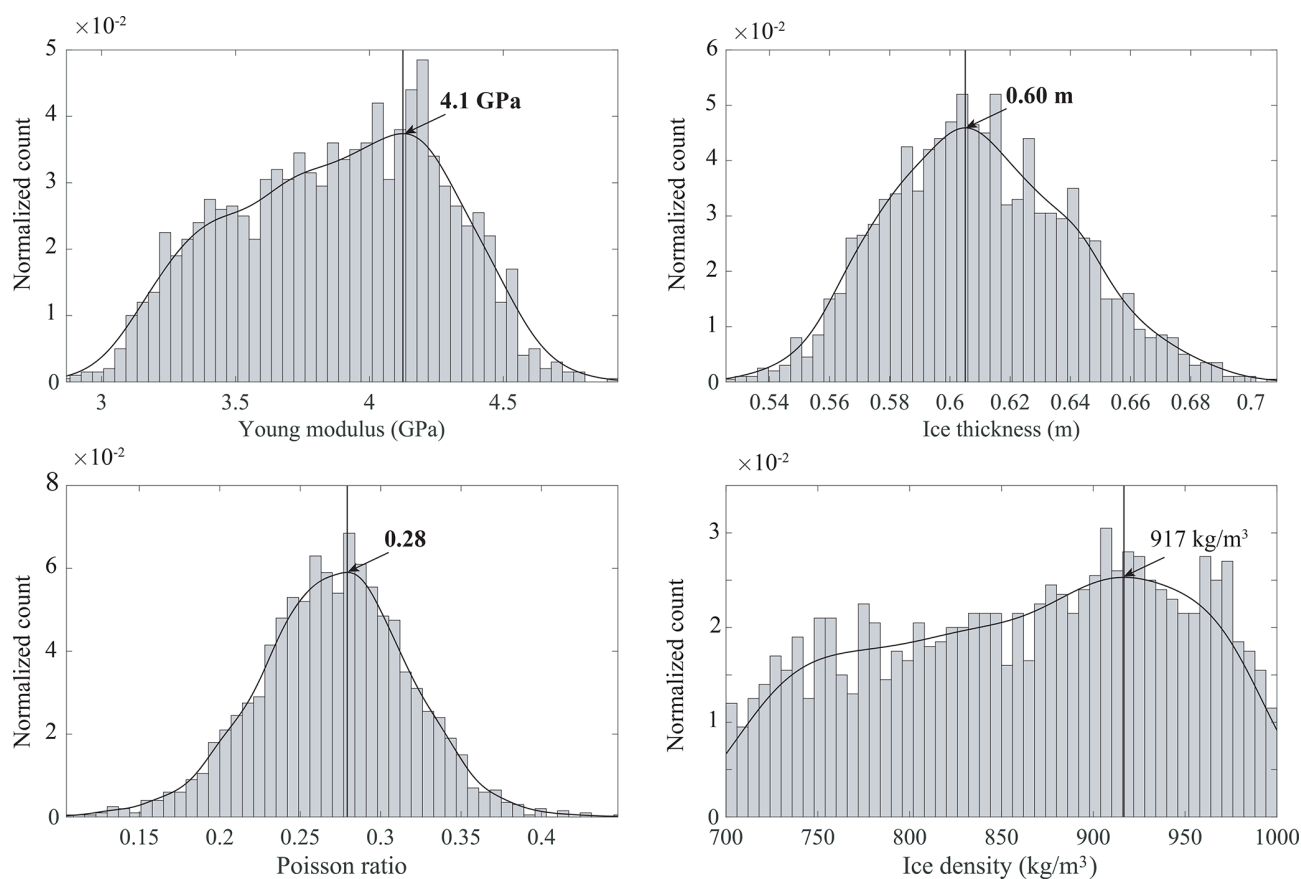 ×10⁻²
5
4
3
2
1
0
Normalized count
4.1 GPa
3 3.5 4 4.5
Young modulus (GPa)
×10⁻²
6
5
4
3
2
1
0
Normalized count
0.60 m
0.54 0.56 0.58 0.6 0.62 0.64 0.66 0.68 0.7
Ice thickness (m)
×10⁻²
8
6
4
2
0
Normalized count
0.28
0.15 0.2 0.25 0.3 0.35 0.4
Poisson ratio
×10⁻²
3
2
1
0
Normalized count
917 kg/m³
700 750 800 850 900 950 1000
Ice density (kg/m³)